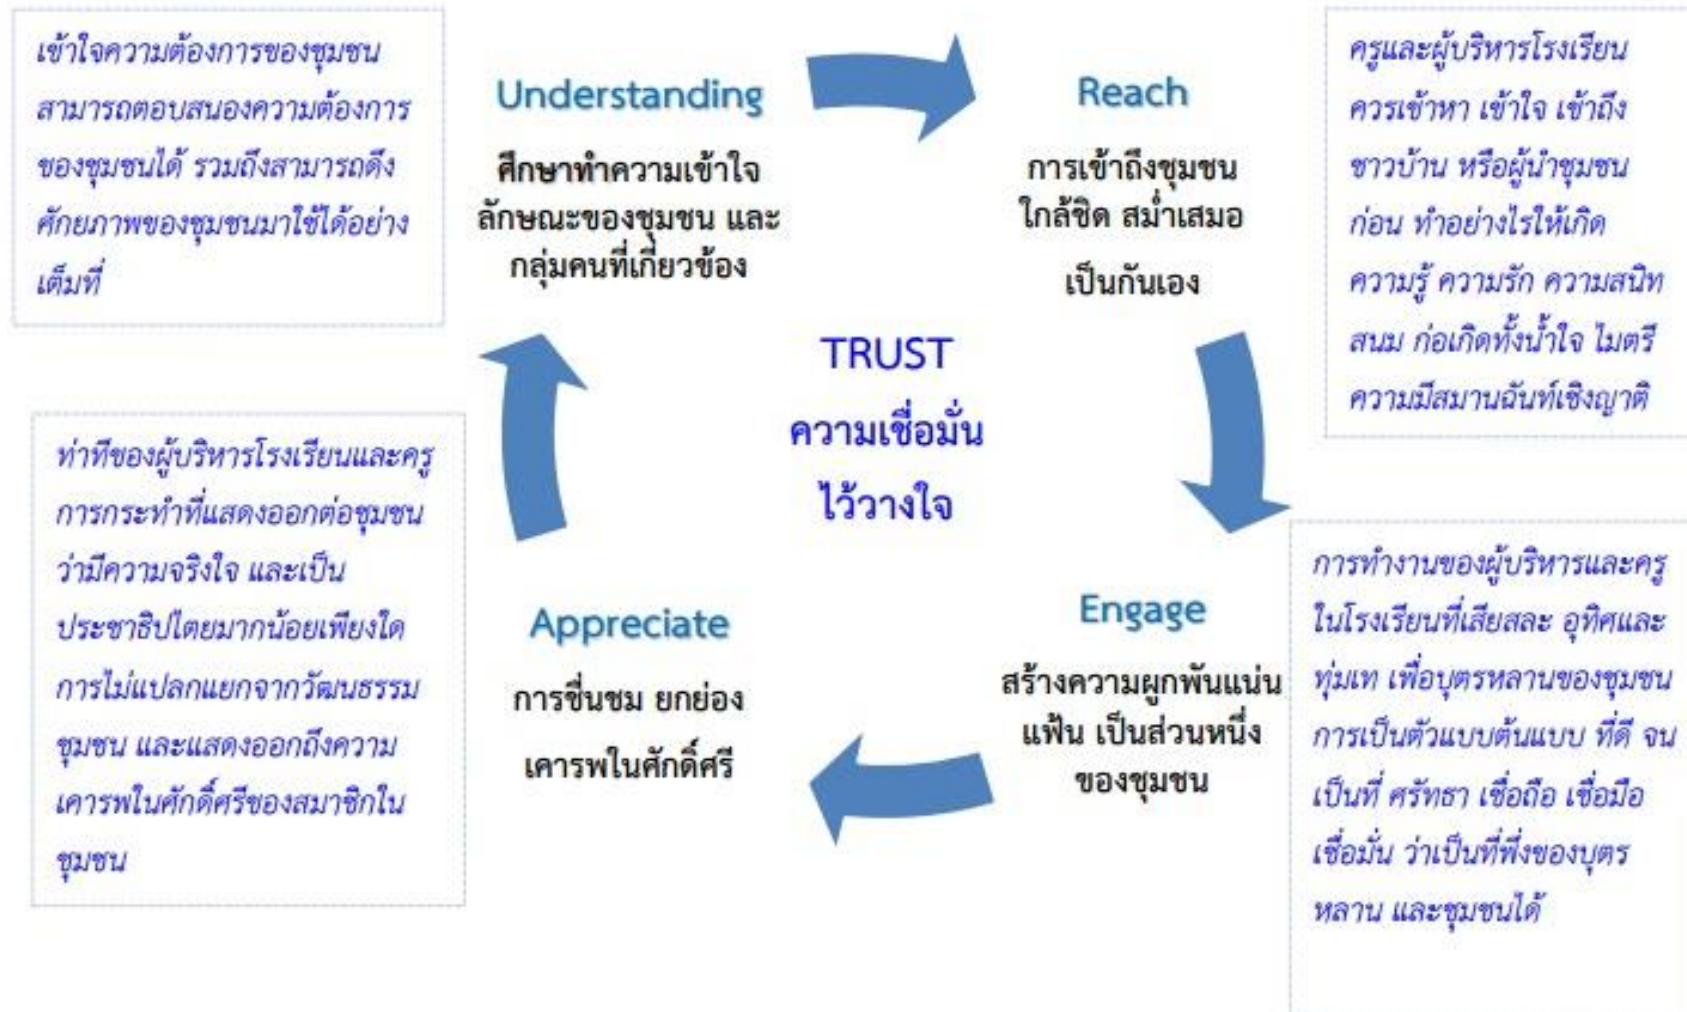 เข้าใจความต้องการของชุมชน
สามารถตอบสนองความต้องการ
ของชุมชนได้ รวมถึงสามารถดึง
ศักยภาพของชุมชนมาใช้ได้อย่าง
เต็มที่
Understanding
ศึกษาทำความเข้าใจ
ลักษณะของชุมชน และ
กลุ่มคนที่เกี่ยวข้อง
Reach
การเข้าถึงชุมชน
ใกล้ชิด สม่ำเสมอ
เป็นกันเอง
ครูและผู้บริหารโรงเรียน
ควรเข้าหา เข้าใจ เข้าถึง
ชาวบ้าน หรือผู้นำชุมชน
ก่อน ทำอย่างไรให้เกิด
ความรู้ ความรัก ความสนิท
สนม ก่อเกิดทั้งน้ำใจ ไมตรี
ความมีสมานฉันท์เชิงญาติ
TRUST
ความเชื่อมั่น
ไว้วางใจ
ท่าทีของผู้บริหารโรงเรียนและครู
การกระทำที่แสดงออกต่อชุมชน
ว่ามีความจริงใจ และเป็น
ประชาธิปไตยมากน้อยเพียงใด
การไม่แปลกแยกจากวัฒนธรรม
ชุมชน และแสดงออกถึงความ
เคารพในศักดิ์ศรีของสมาชิกใน
ชุมชน
Appreciate
การชื่นชม ยกย่อง
เคารพในศักดิ์ศรี
Engage
สร้างความผูกพันแน่น
แฟ้น เป็นส่วนหนึ่ง
ของชุมชน
การทำงานของผู้บริหารและครู
ในโรงเรียนที่เสียสละ อุทิศและ
ทุ่มเท เพื่อบุตรหลานของชุมชน
การเป็นตัวแบบต้นแบบ ที่ดี จน
เป็นที่ ศรัทธา เชื่อถือ เชื่อมือ
เชื่อมั่น ว่าเป็นที่พึ่งของบุตร
หลาน และชุมชนได้